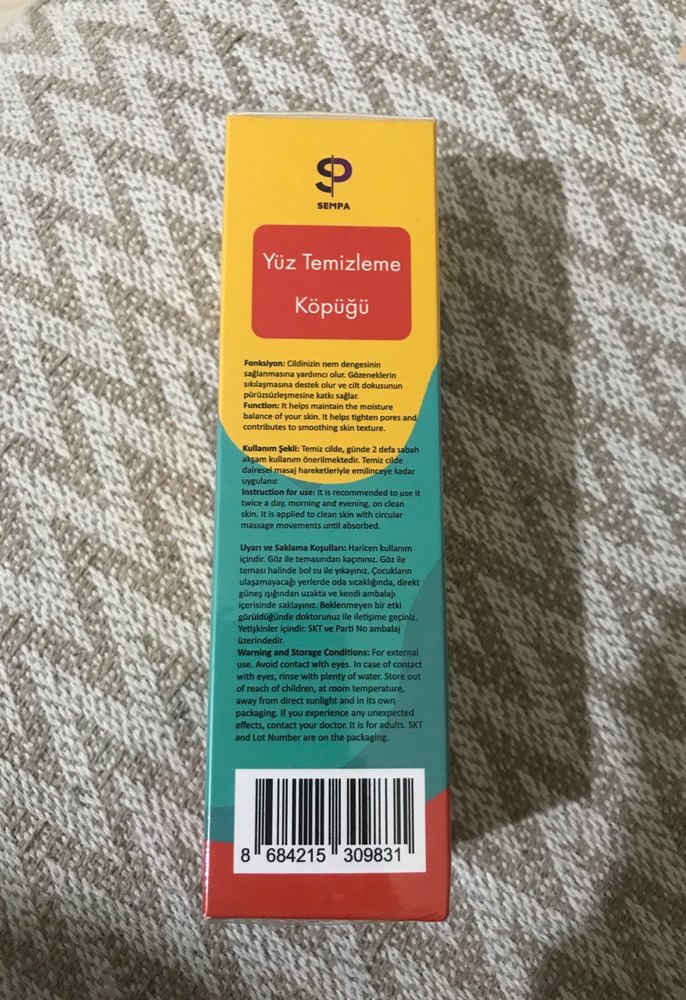 SEMPA
Yüz Temizleme
Köpüğü
Fonksiyon: Cildinizin nem dengesinin
sağlanmasına yardımcı olur. Gözeneklerin
sıkılaşmasına destek olur ve cilt dokusunun
pürüzsüzleşmesine katkı sağlar.
Function: It helps maintain the moisture
balance of your skin. It helps tighten pores and
contributes to smoothing skin texture.
Kullanım Şekli: Temiz cilde, günde 2 defa sabah
akşam kullanım önerilmektedir. Temiz cilde
dairesel masaj hareketleriyle emilinceye kadar
uygulanır.
Instruction for use: It is recommended to use it
twice a day, morning and evening, on clean
skin. It is applied to clean skin with circular
massage movements until absorbed.
Uyarı ve Saklama Koşulları: Haricen kullanım
içindir. Göz ile temasından kaçınınız. Göz ile
teması halinde bol su ile yıkayınız. Çocukların
ulaşamayacağı yerlerde oda sıcaklığında, direkt
güneş ışığından uzakta ve kendi ambalajı
içerisinde saklayınız. Beklenmeyen bir etki
görüldüğünde doktorunuz ile iletişime geçiniz.
Yetişkinler içindir. SKT ve Parti No ambalaj
üzerindedir.
Warning and Storage Conditions: For external
use. Avoid contact with eyes. In case of contact
with eyes, rinse with plenty of water. Store out
of reach of children, at room temperature,
away from direct sunlight and in its own
packaging. If you experience any unexpected
effects, contact your doctor. It is for adults. SKT
and Lot Number are on the packaging.
8 684215 309831